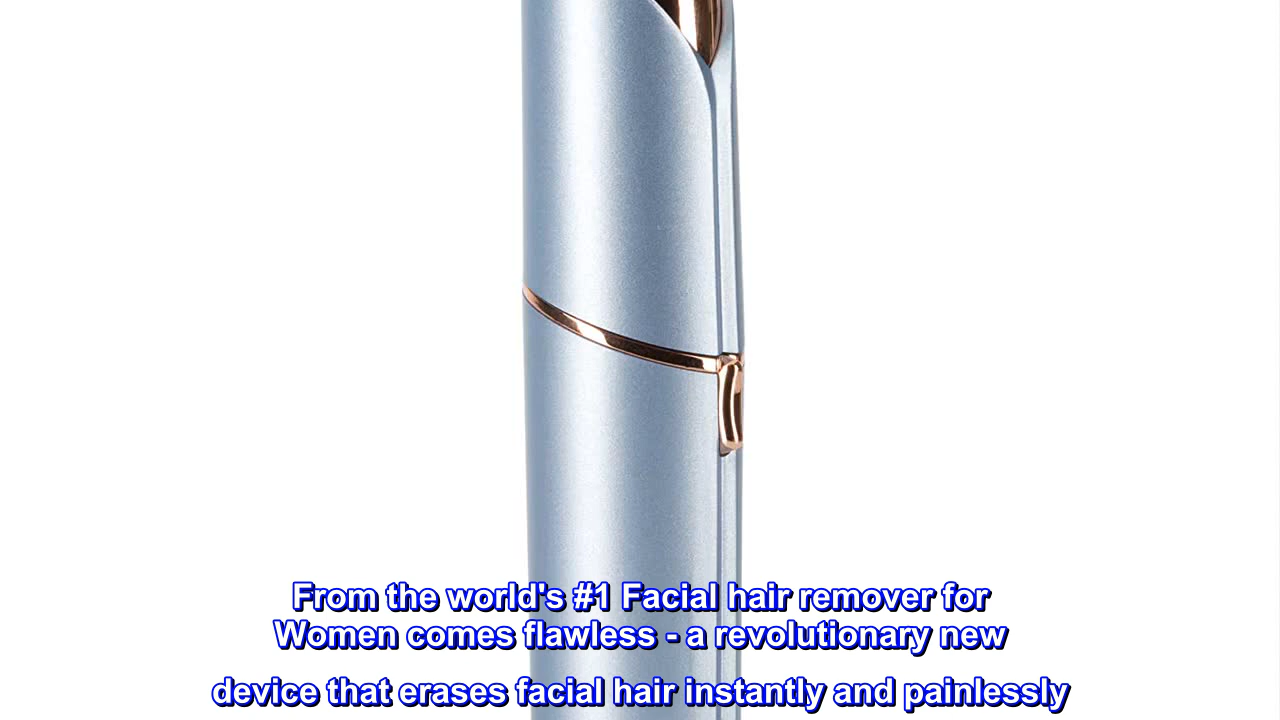 From the world's #1 Facial hair remover for
Women comes flawless - a revolutionary new
device that erases facial hair instantly and painlessly